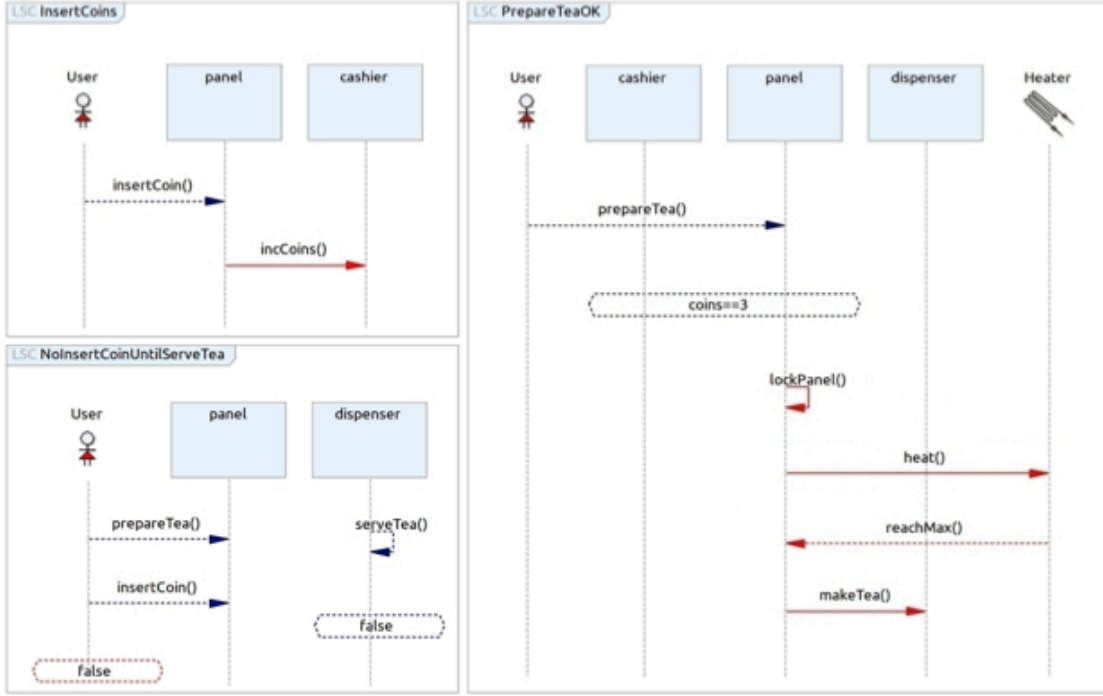 LSC InsertCoins
User
panel
cashier
insertCoin()
incCoins()
LSC NoInsertCoinUntilServeTea
User
panel
dispenser
prepareTea()
serveTea()
insertCoin()
false
false
LSC PrepareTeaOK
User
cashier
panel
dispenser
Heater
prepareTea()
coins==3
lockPanel()
heat()
reachMax()
makeTea()